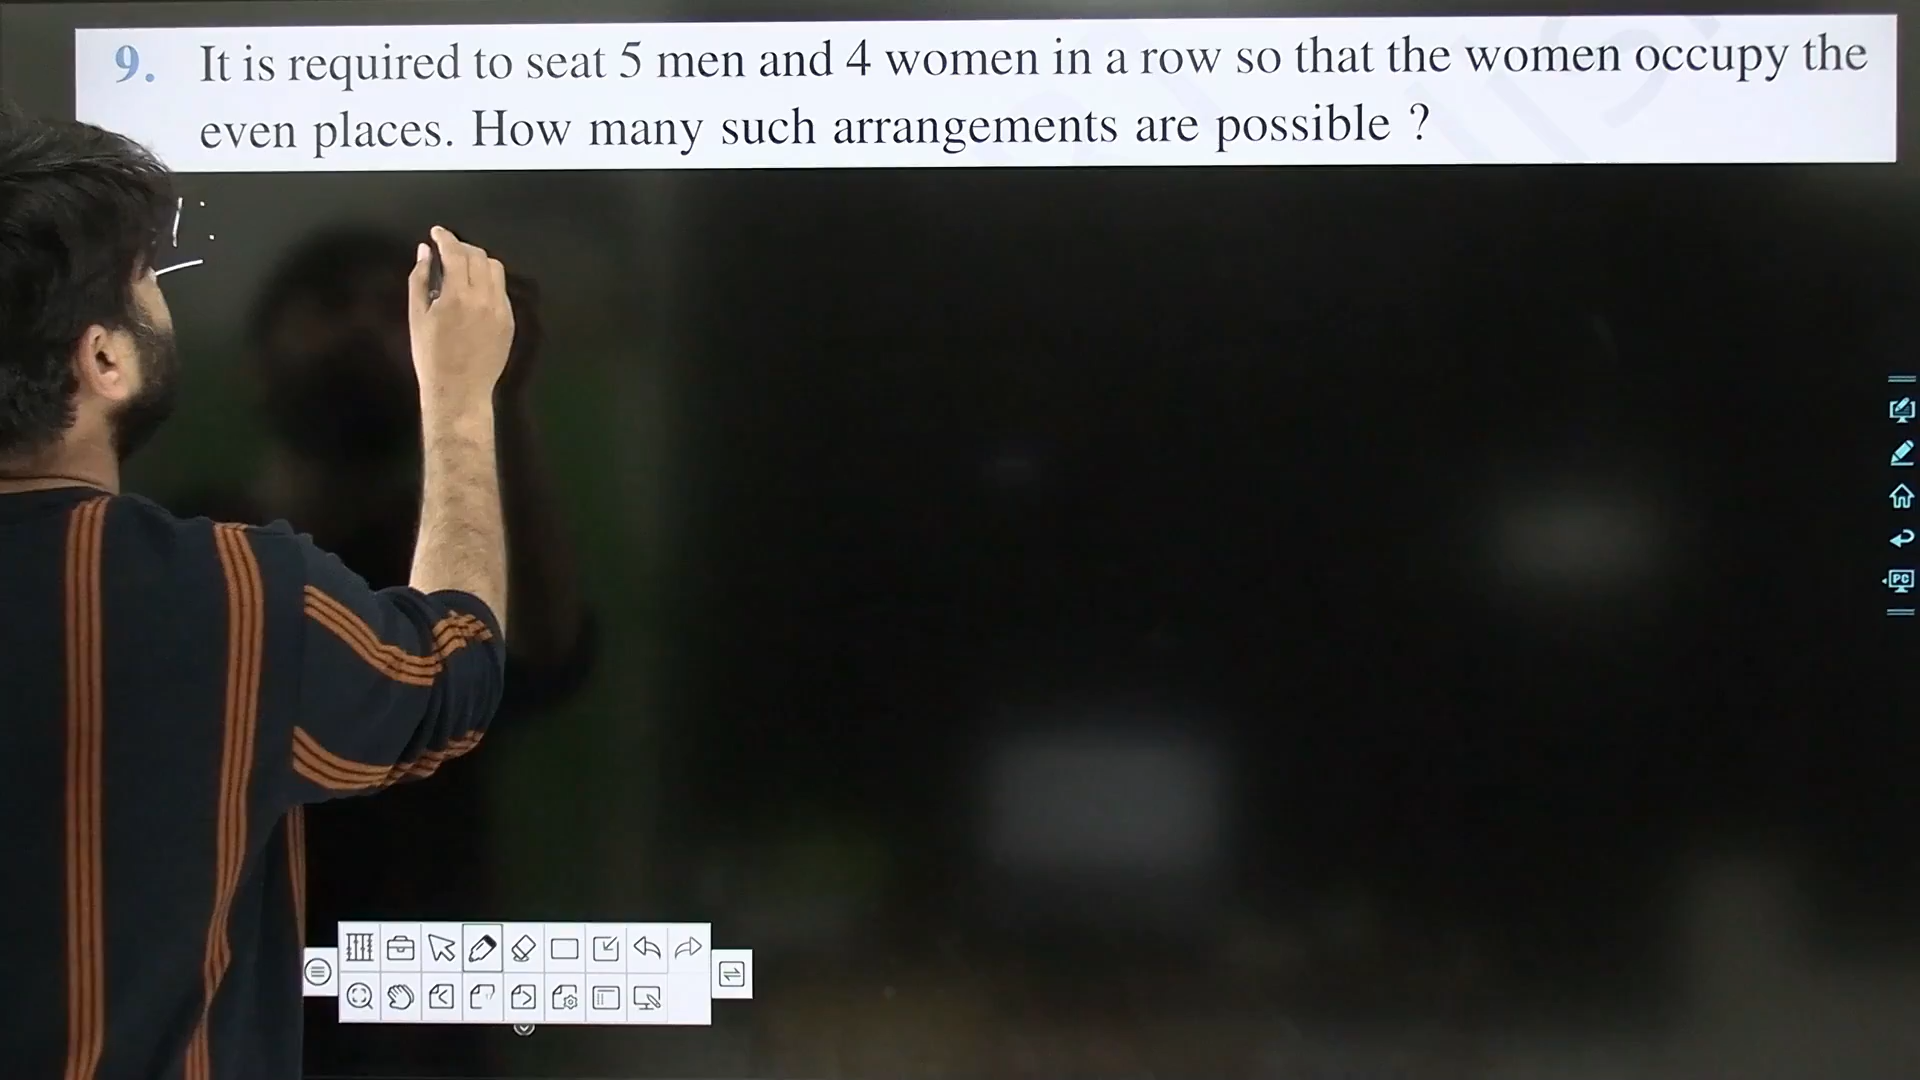 9. It is required to seat 5 men and 4 women in a row so that the women occupy the
even places. How many such arrangements are possible ?
PC